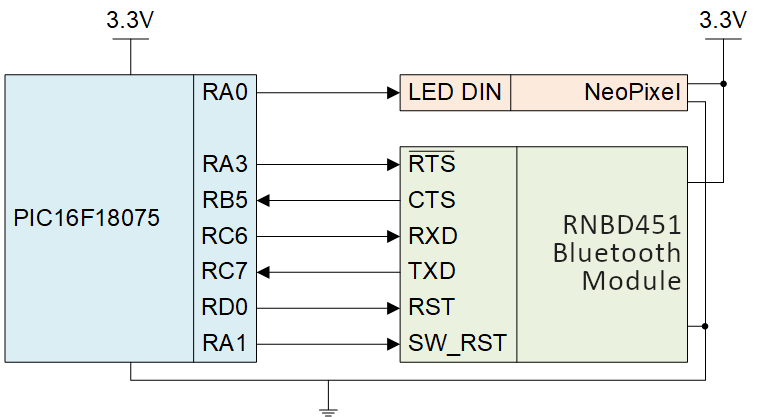 3.3V
3.3V
RA0
LED DIN
NeoPixel
RA3
RTS
RB5
CTS
PIC16F18075
RNBD451
RC6
RXD
Bluetooth
RC7
TXD
Module
RD0
RST
RA1
SW_RST